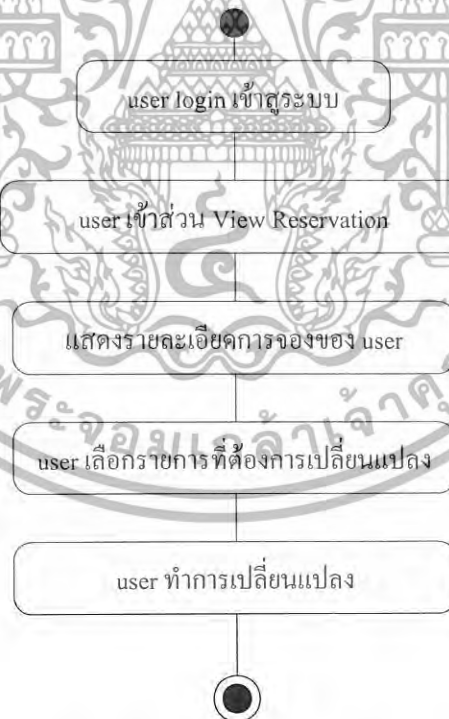 user login เข้าสู่ระบบ
user เข้าส่วน View Reservation
แสดงรายละเอียดการจองของ user
user เลือกรายการที่ต้องการเปลี่ยนแปลง
user ทำการเปลี่ยนแปลง